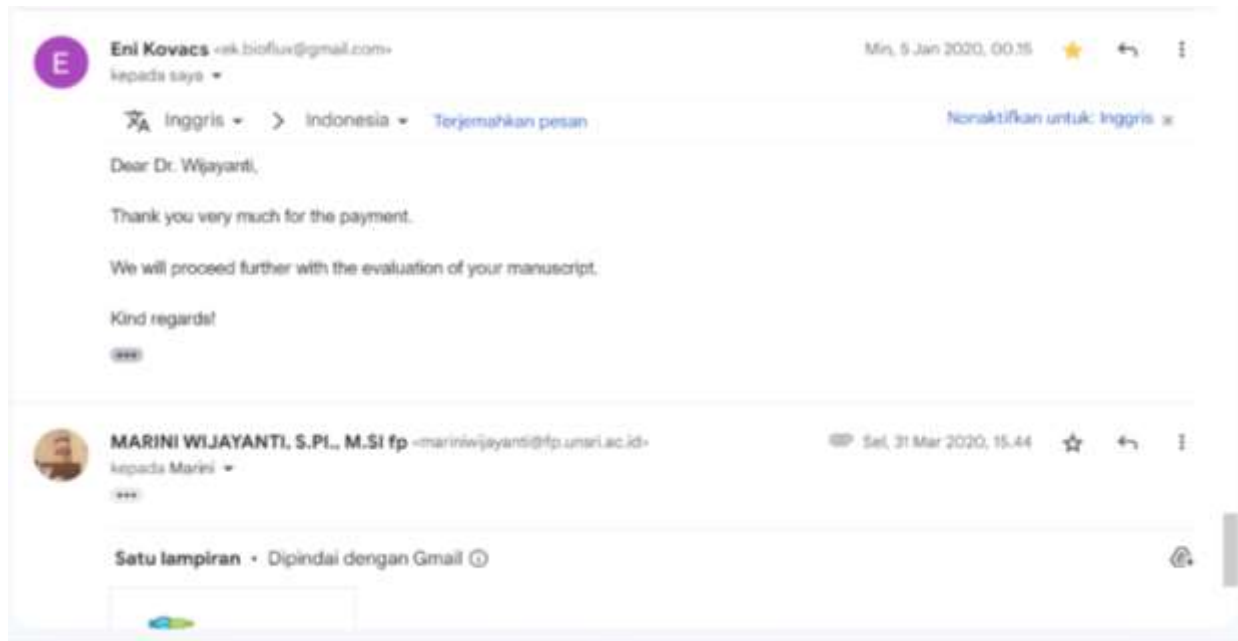 E
Eni Kovacs <ek.bioflux@gmail.com>
Min, 5 Jan 2020, 00.15
kepada saya
Inggris > Indonesia Terjemahkan pesan
Nonaktifkan untuk: Inggris x
Dear Dr. Wijayanti,
Thank you very much for the payment.
We will proceed further with the evaluation of your manuscript.
Kind regards!
MARINI WIJAYANTI, S.PI., M.SI fp <mariniwijayanti@fp.unsri.ac.id>
Sel, 31 Mar 2020, 15.44
kepada Marini
Satu lampiran • Dipindai dengan Gmail